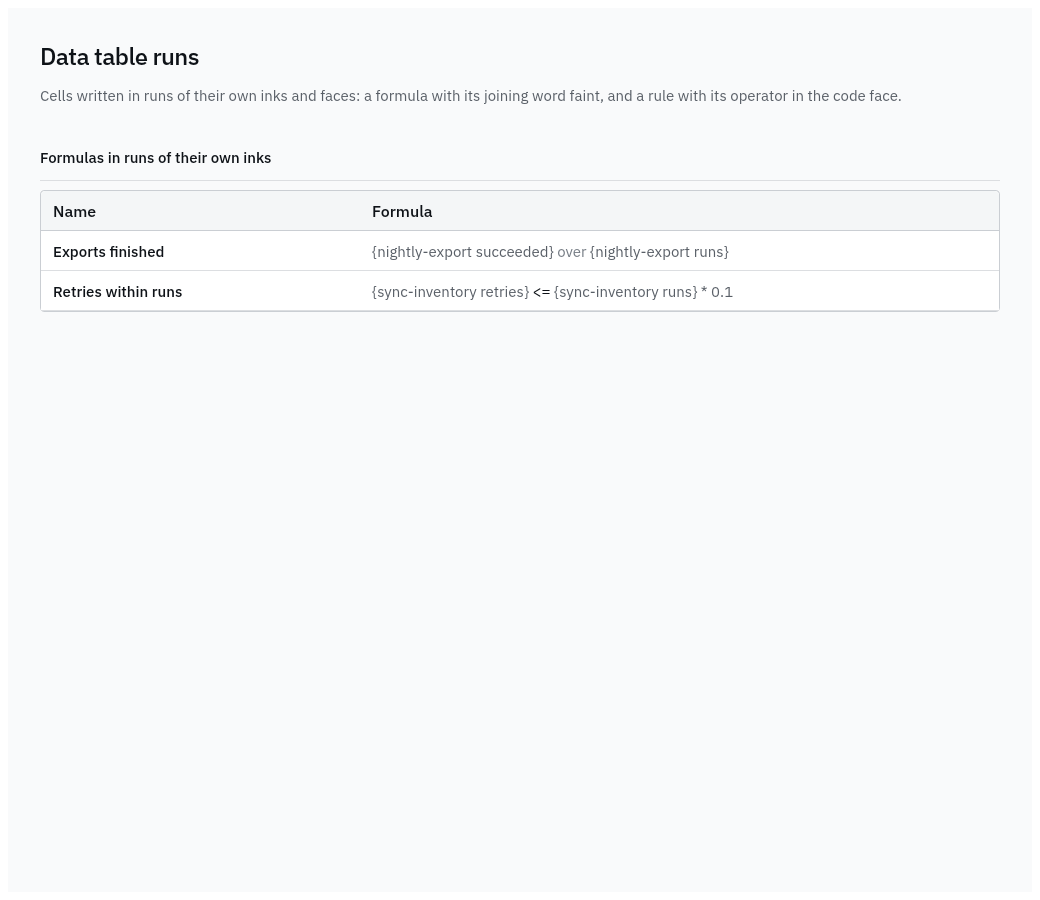 Data table runs
Cells written in runs of their own inks and faces: a formula with its joining word faint, and a rule with its operator in the code face.
Formulas in runs of their own inks
Name Formula
Exports finished {nightly-export succeeded} over {nightly-export runs}
Retries within runs {sync-inventory retries} <= {sync-inventory runs} * 0.1